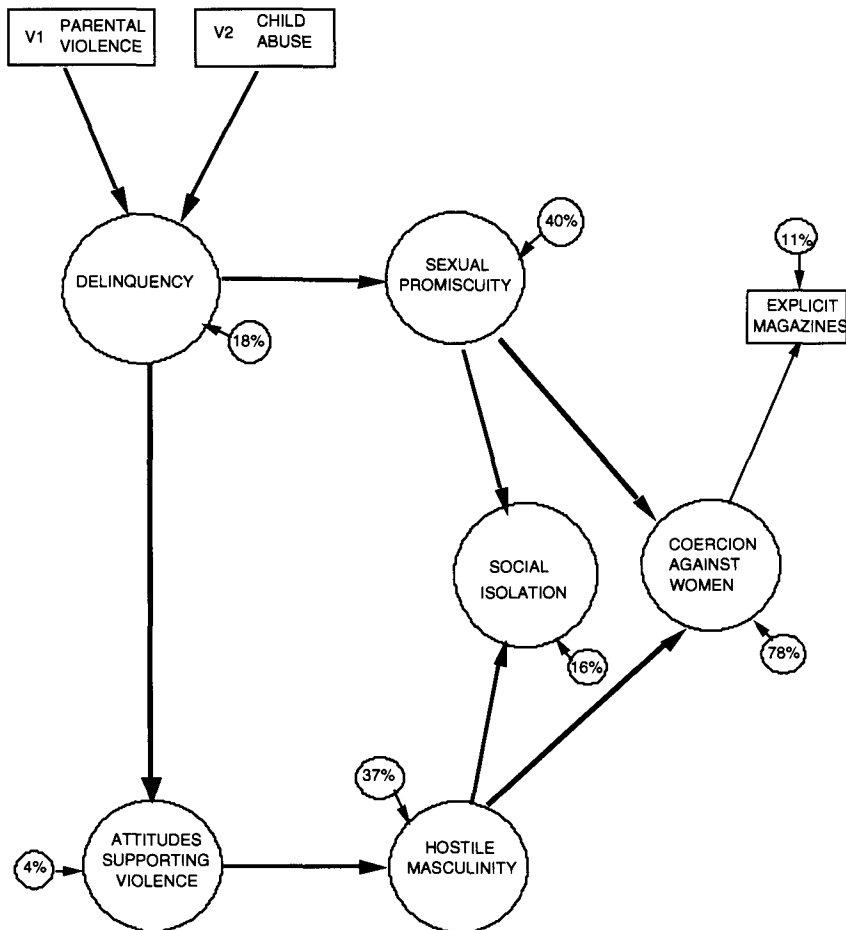 V1 PARENTAL
VIOLENCE
V2 CHILD
ABUSE
DELINQUENCY
18%
SEXUAL
PROMISCUITY
40%
11%
EXPLICIT
MAGAZINES
SOCIAL
ISOLATION
16%
COERCION
AGAINST
WOMEN
78%
ATTITUDES
SUPPORTING
VIOLENCE
4%
37%
HOSTILE
MASCULINITY